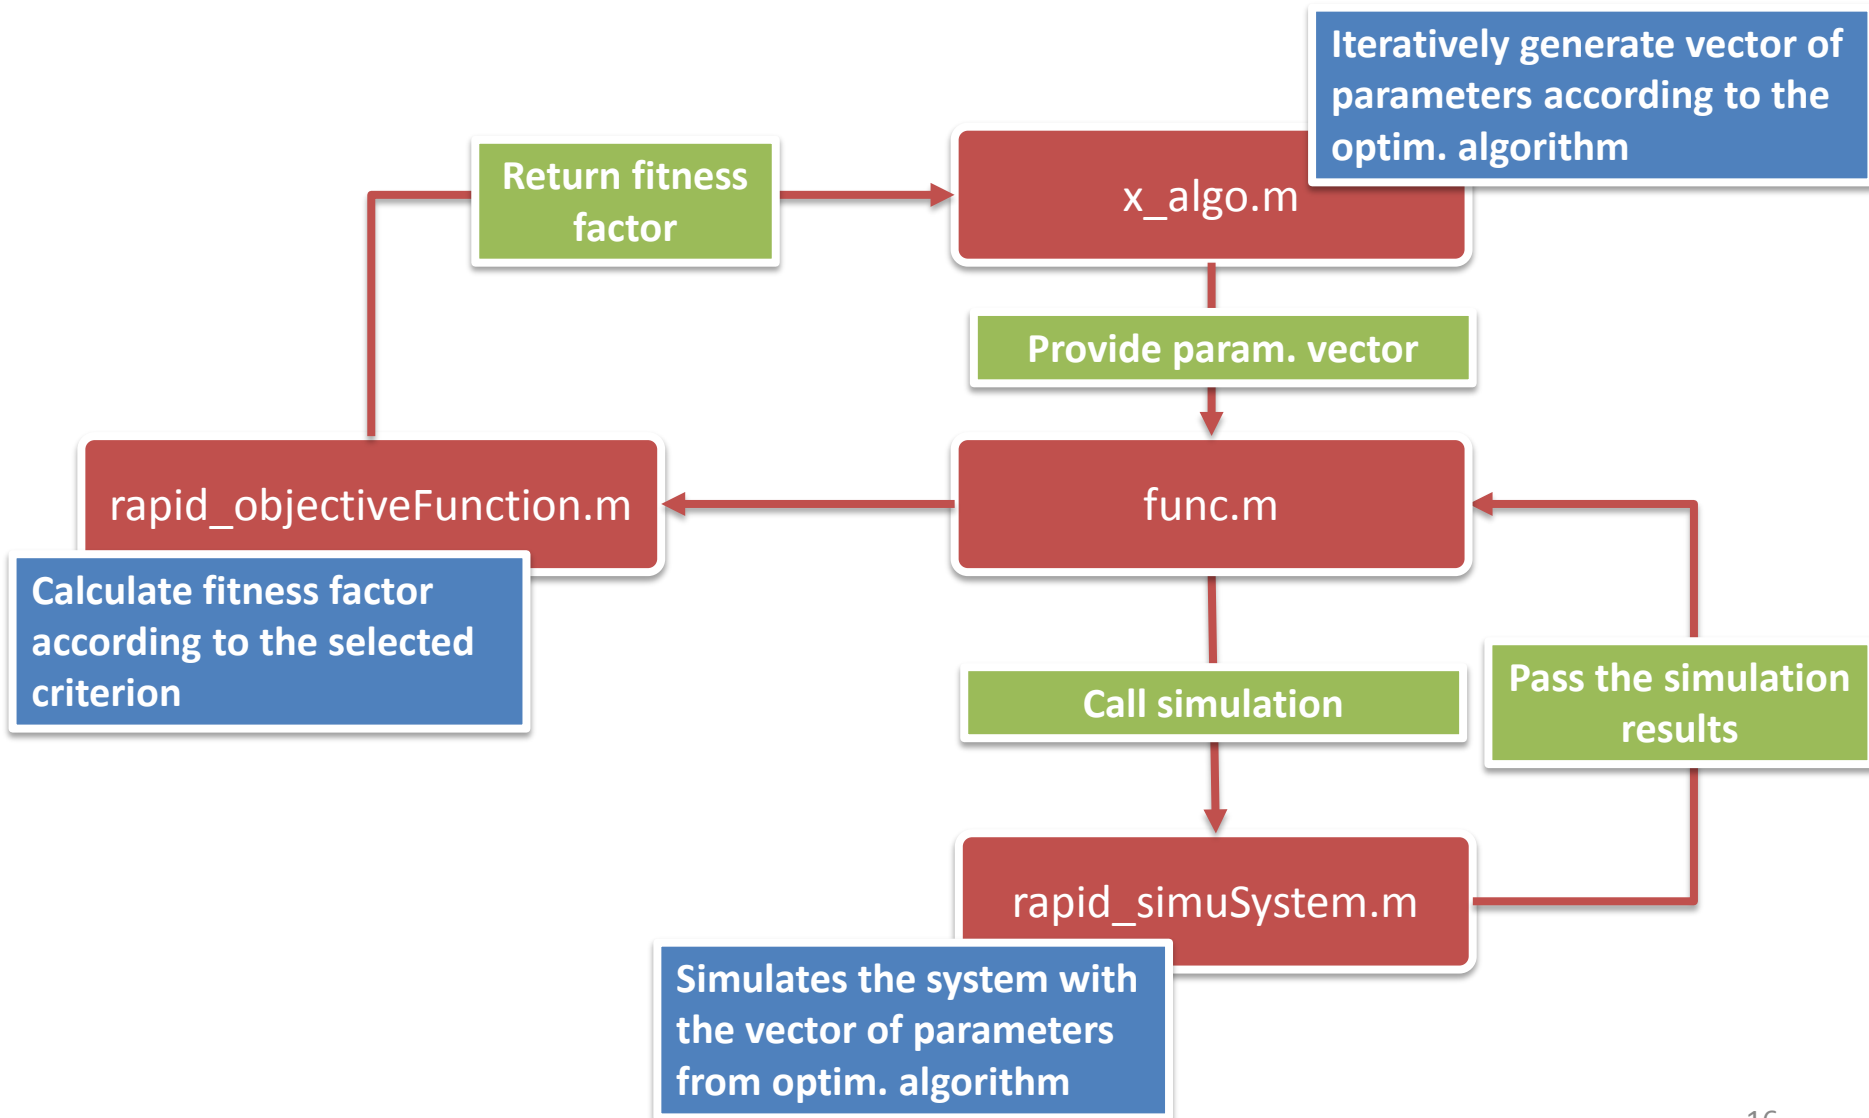 Iteratively generate vector of
parameters according to the
optim. algorithm
Return fitness
factor
x_algo.m
Provide param. vector
rapid_objectiveFunction.m
func.m
Calculate fitness factor
according to the selected
criterion
Call simulation
Pass the simulation
results
rapid_simuSystem.m
Simulates the system with
the vector of parameters
from optim. algorithm
16